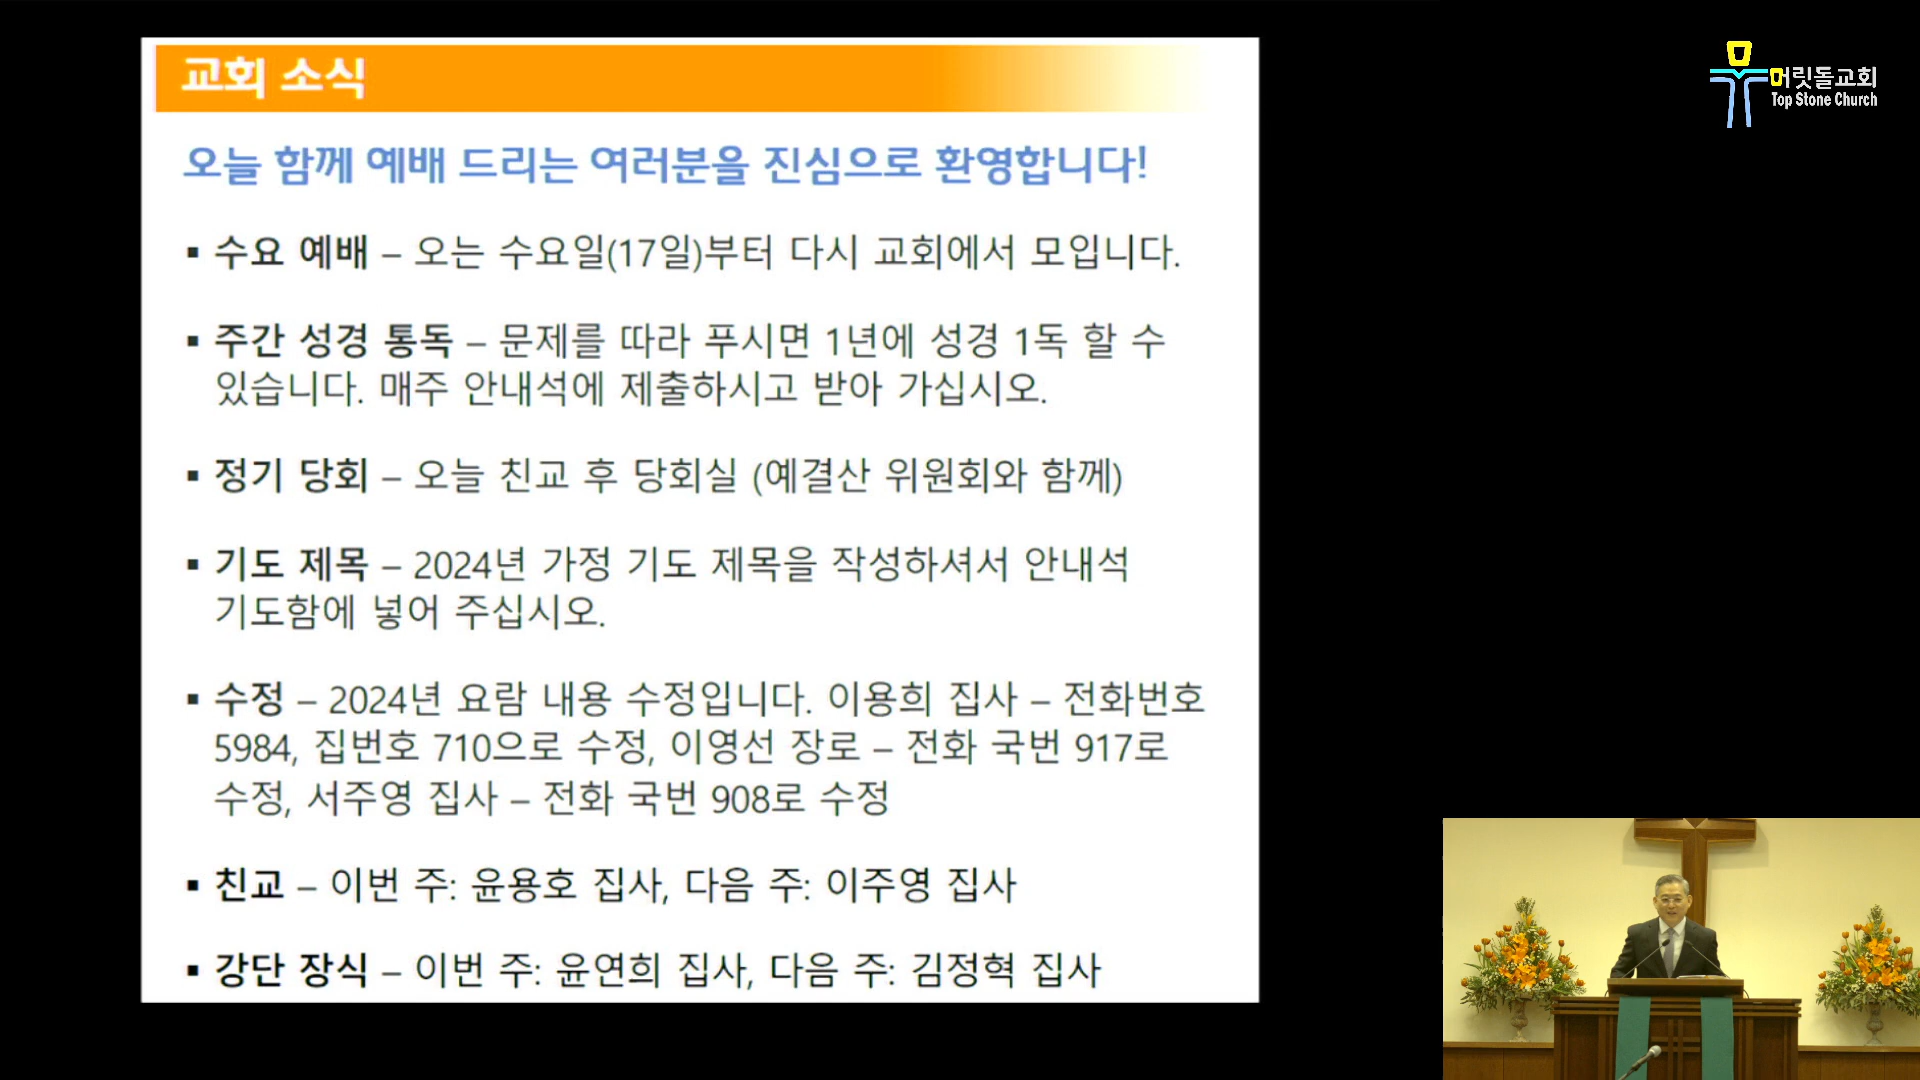 교회 소식
오늘 함께 예배 드리는 여러분을 진심으로 환영합니다!
▪ 수요 예배 – 오는 수요일(17일)부터 다시 교회에서 모입니다.
▪ 주간 성경 통독 – 문제를 따라 푸시면 1년에 성경 1독 할 수
있습니다. 매주 안내석에 제출하시고 받아 가십시오.
▪ 정기 당회 – 오늘 친교 후 당회실 (예결산 위원회와 함께)
▪ 기도 제목 – 2024년 가정 기도 제목을 작성하셔서 안내석
기도함에 넣어 주십시오.
▪ 수정 – 2024년 요람 내용 수정입니다. 이용희 집사 – 전화번호
5984, 집번호 710으로 수정, 이영선 장로 – 전화 국번 917로
수정, 서주영 집사 – 전화 국번 908로 수정
▪ 친교 – 이번 주: 윤용호 집사, 다음 주: 이주영 집사
▪ 강단 장식 – 이번 주: 윤연희 집사, 다음 주: 김정혁 집사
머릿돌교회
Top Stone Church